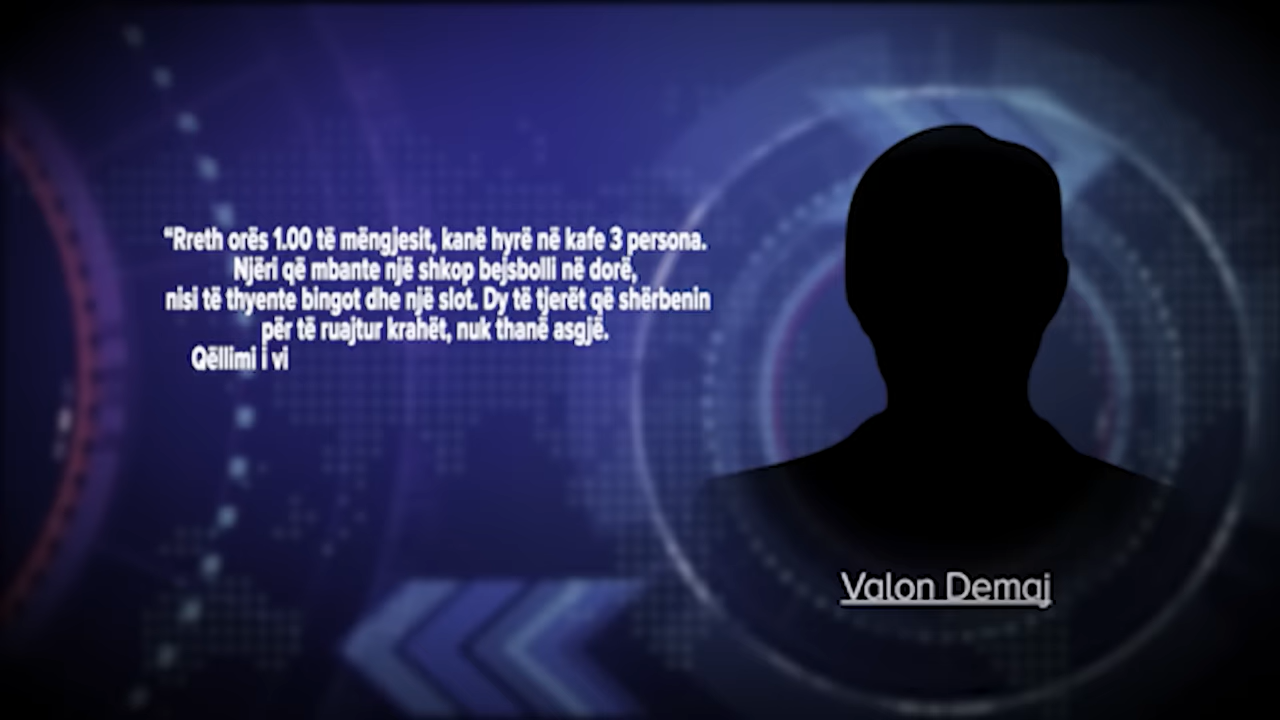 “Rreth orës 1.00 të mëngjesit, kanë hyrë në kafe 3 persona.
Njëri që mbante një shkop bejsbolli në dorë,
nisi të thyente bingot dhe një slot. Dy të tjerët që shërbenin
për të ruajtur krahët, nuk thanë asgjë.
Qëllimi i vi
Valon Demaj